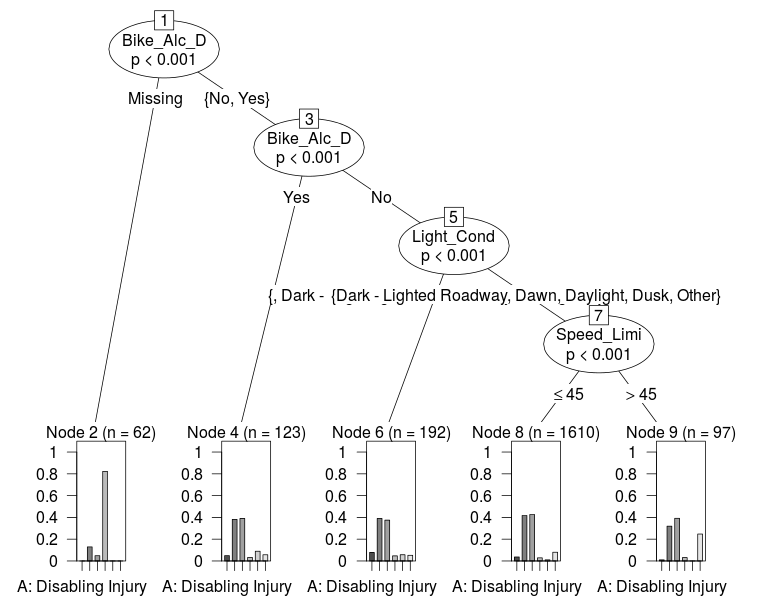 1
Bike_Alc_D
p < 0.001
Missing
{No, Yes}
3
Bike_Alc_D
p < 0.001
Yes
No
5
Light_Cond
p < 0.001
{, Dark - {Dark - Lighted Roadway, Dawn, Daylight, Dusk, Other}
7
Speed_Limi
p < 0.001
≤ 45
> 45
Node 2 (n = 62)
Node 4 (n = 123)
Node 6 (n = 192)
Node 8 (n = 1610)
Node 9 (n = 97)
1
0.8
0.6
0.4
0.2
0
1
0.8
0.6
0.4
0.2
0
1
0.8
0.6
0.4
0.2
0
1
0.8
0.6
0.4
0.2
0
1
0.8
0.6
0.4
0.2
0
A: Disabling Injury
A: Disabling Injury
A: Disabling Injury
A: Disabling Injury
A: Disabling Injury